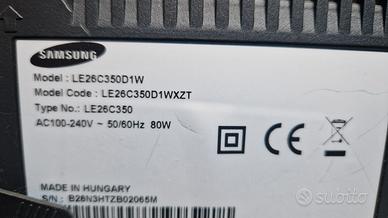 SAMSUNG
Model : LE26C350D1W
Model Code : LE26C350D1WXZT
Type No.: LE26C350
AC100-240V ~ 50/60Hz 80W
MADE IN HUNGARY
S/N : B26N3HTZB02065M
subito